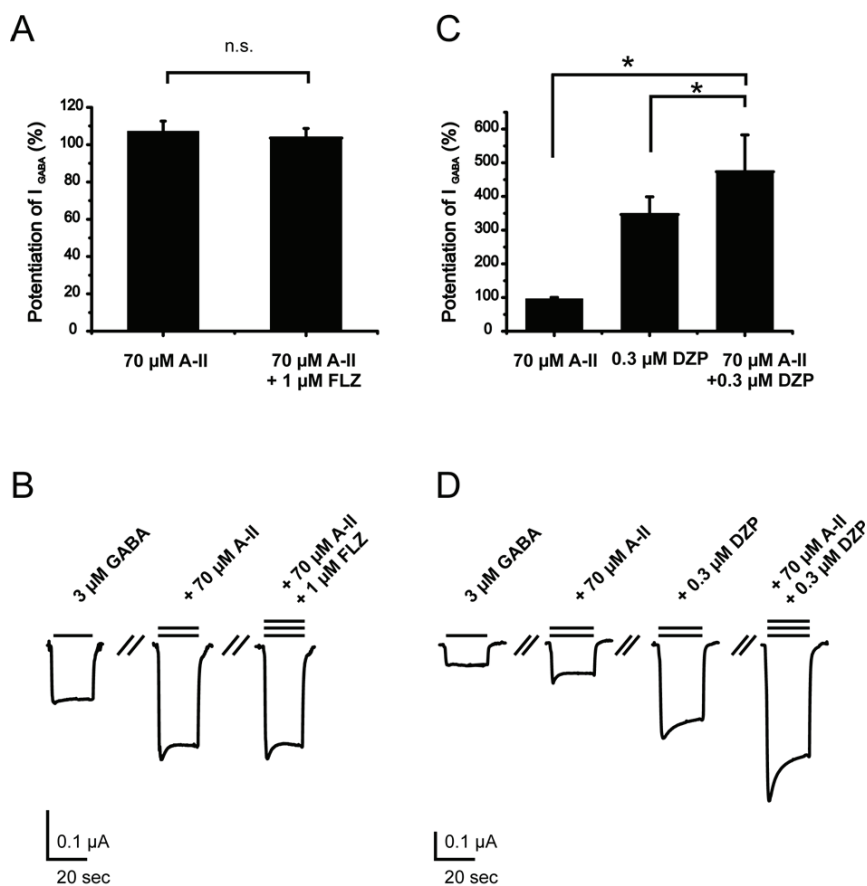 A
n.s.
Potentiation of I GABA (%)
120
100
80
60
40
20
0
70 µM A-II
70 µM A-II
+ 1 µM FLZ
C
*
*
Potentiation of I GABA (%)
600
500
400
300
200
100
0
70 µM A-II
0.3 µM DZP
70 µM A-II
+0.3 µM DZP
B
3 µM GABA
+ 70 µM A-II
+ 70 µM A-II
+ 1 µM FLZ
0.1 µA
20 sec
D
3 µM GABA
+ 70 µM A-II
+ 0.3 µM DZP
+ 70 µM A-II
+ 0.3 µM DZP
0.1 µA
20 sec